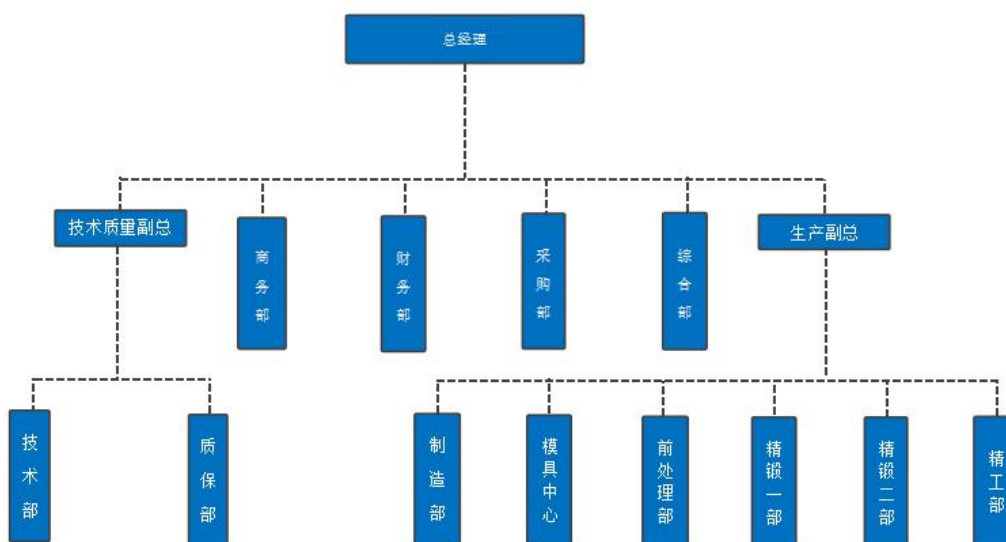 总经理
技术质量副总
商务部
财务部
采购部
综合部
生产副总
技术部
质保部
制造部
模具中心
前处理部
精锻一部
精锻二部
精工部